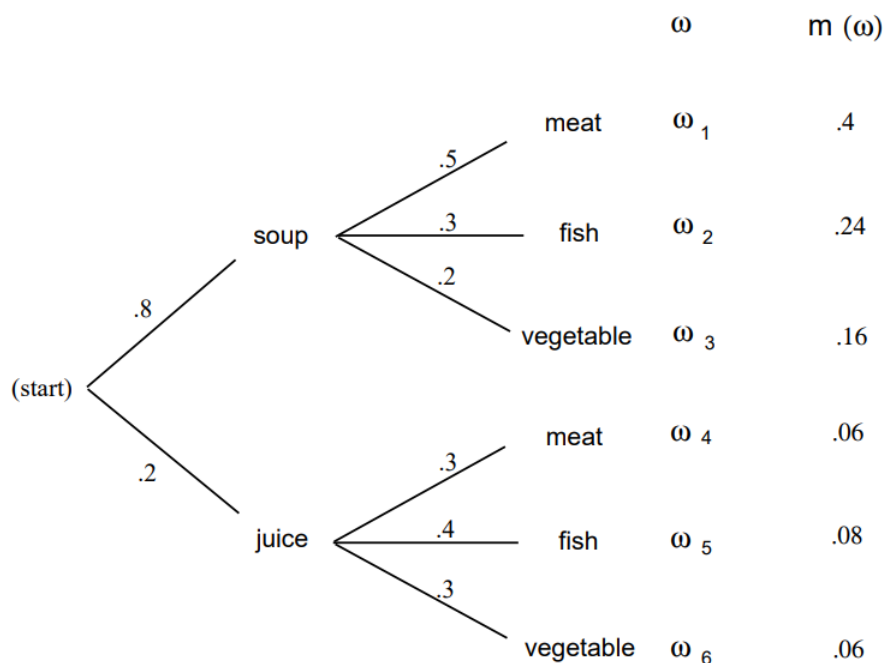 ω m (ω)
meat ω 1 .4
.5
soup .3 fish ω 2 .24
.2
.8
vegetable ω 3 .16
(start)
meat ω 4 .06
.2 .3
juice .4 fish ω 5 .08
.3
vegetable ω 6 .06